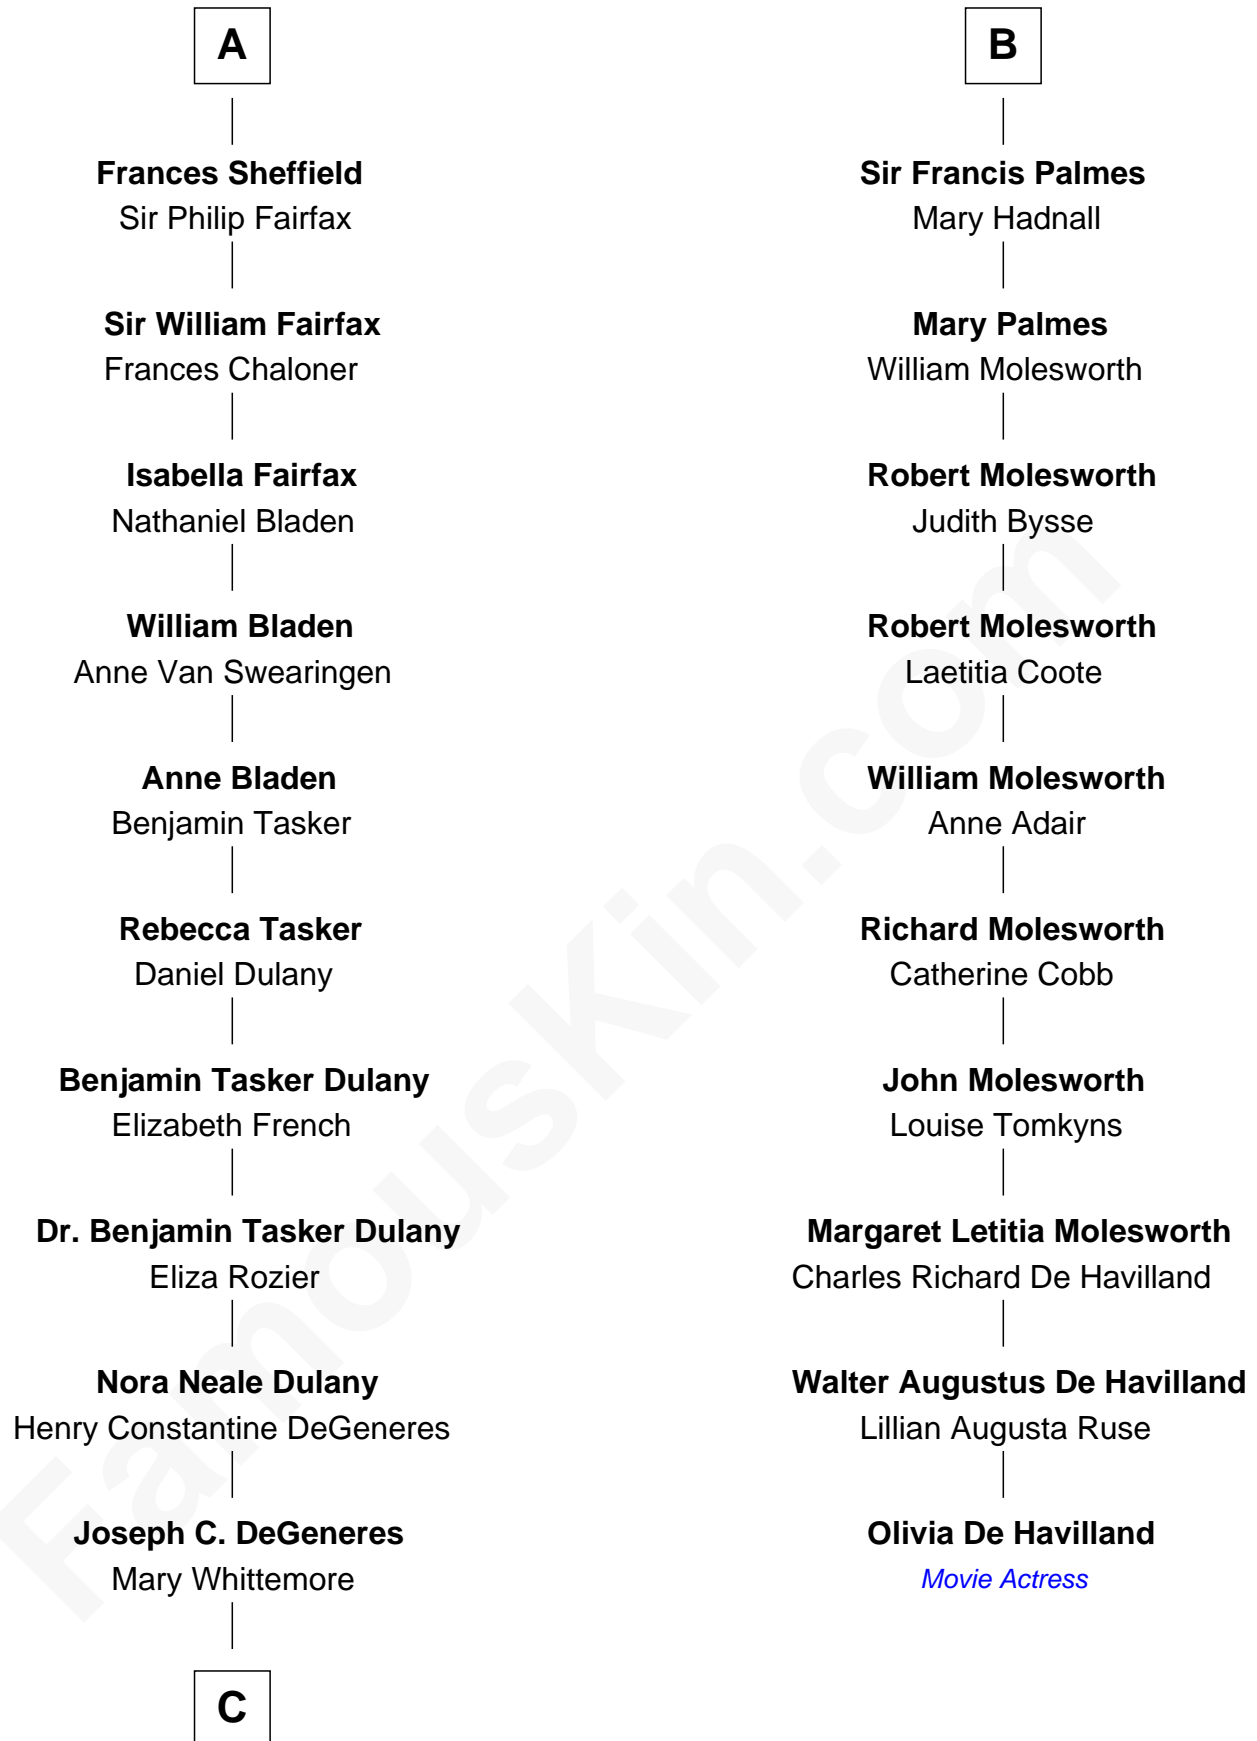 A
Frances Sheffield
Sir Philip Fairfax
Sir William Fairfax
Frances Chaloner
Isabella Fairfax
Nathaniel Bladen
William Bladen
Anne Van Swearingen
Anne Bladen
Benjamin Tasker
Rebecca Tasker
Daniel Dulany
Benjamin Tasker Dulany
Elizabeth French
Dr. Benjamin Tasker Dulany
Eliza Rozier
Nora Neale Dulany
Henry Constantine DeGeneres
Joseph C. DeGeneres
Mary Whittemore
C
B
Sir Francis Palmes
Mary Hadnall
Mary Palmes
William Molesworth
Robert Molesworth
Judith Bysse
Robert Molesworth
Laetitia Coote
William Molesworth
Anne Adair
Richard Molesworth
Catherine Cobb
John Molesworth
Louise Tomkyns
Margaret Letitia Molesworth
Charles Richard De Havilland
Walter Augustus De Havilland
Lillian Augusta Ruse
Olivia De Havilland
Movie Actress
FamousKin.com